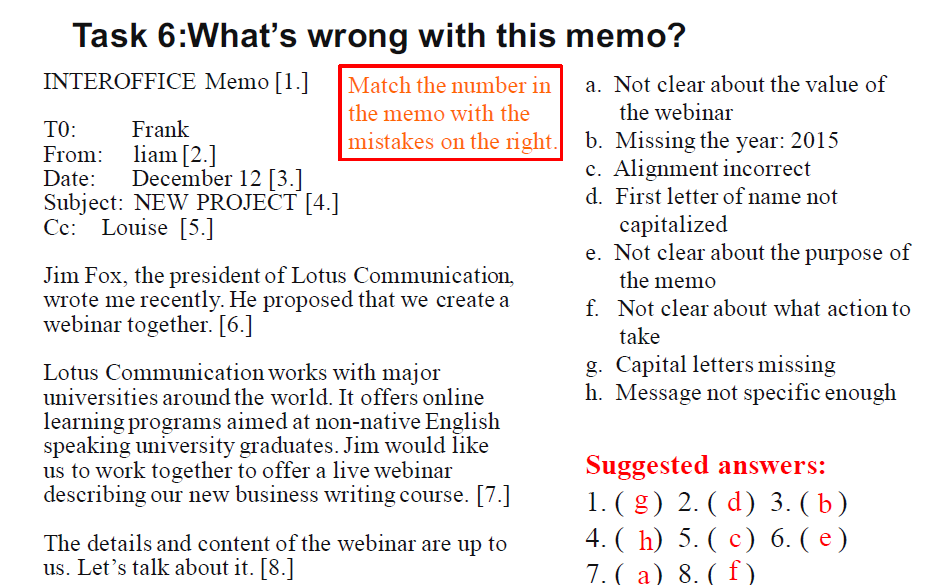 Task 6:What's wrong with this memo?
INTEROFFICE Memo [1.]
T0: Frank
From: liam [2.]
Date: December 12 [3.]
Subject: NEW PROJECT [4.]
Cc: Louise [5.]
Jim Fox, the president of Lotus Communication,
wrote me recently. He proposed that we create a
webinar together. [6.]
Lotus Communication works with major
universities around the world. It offers online
learning programs aimed at non-native English
speaking university graduates. Jim would like
us to work together to offer a live webinar
describing our new business writing course. [7.]
The details and content of the webinar are up to
us. Let's talk about it. [8.]
Match the number in
the memo with the
mistakes on the right.
a. Not clear about the value of
the webinar
b. Missing the year: 2015
c. Alignment incorrect
d. First letter of name not
capitalized
e. Not clear about the purpose of
the memo
f. Not clear about what action to
take
g. Capital letters missing
h. Message not specific enough
Suggested answers:
1. ( g ) 2. ( d ) 3. ( b )
4. ( h ) 5. ( c ) 6. ( e )
7. ( a ) 8. ( f )